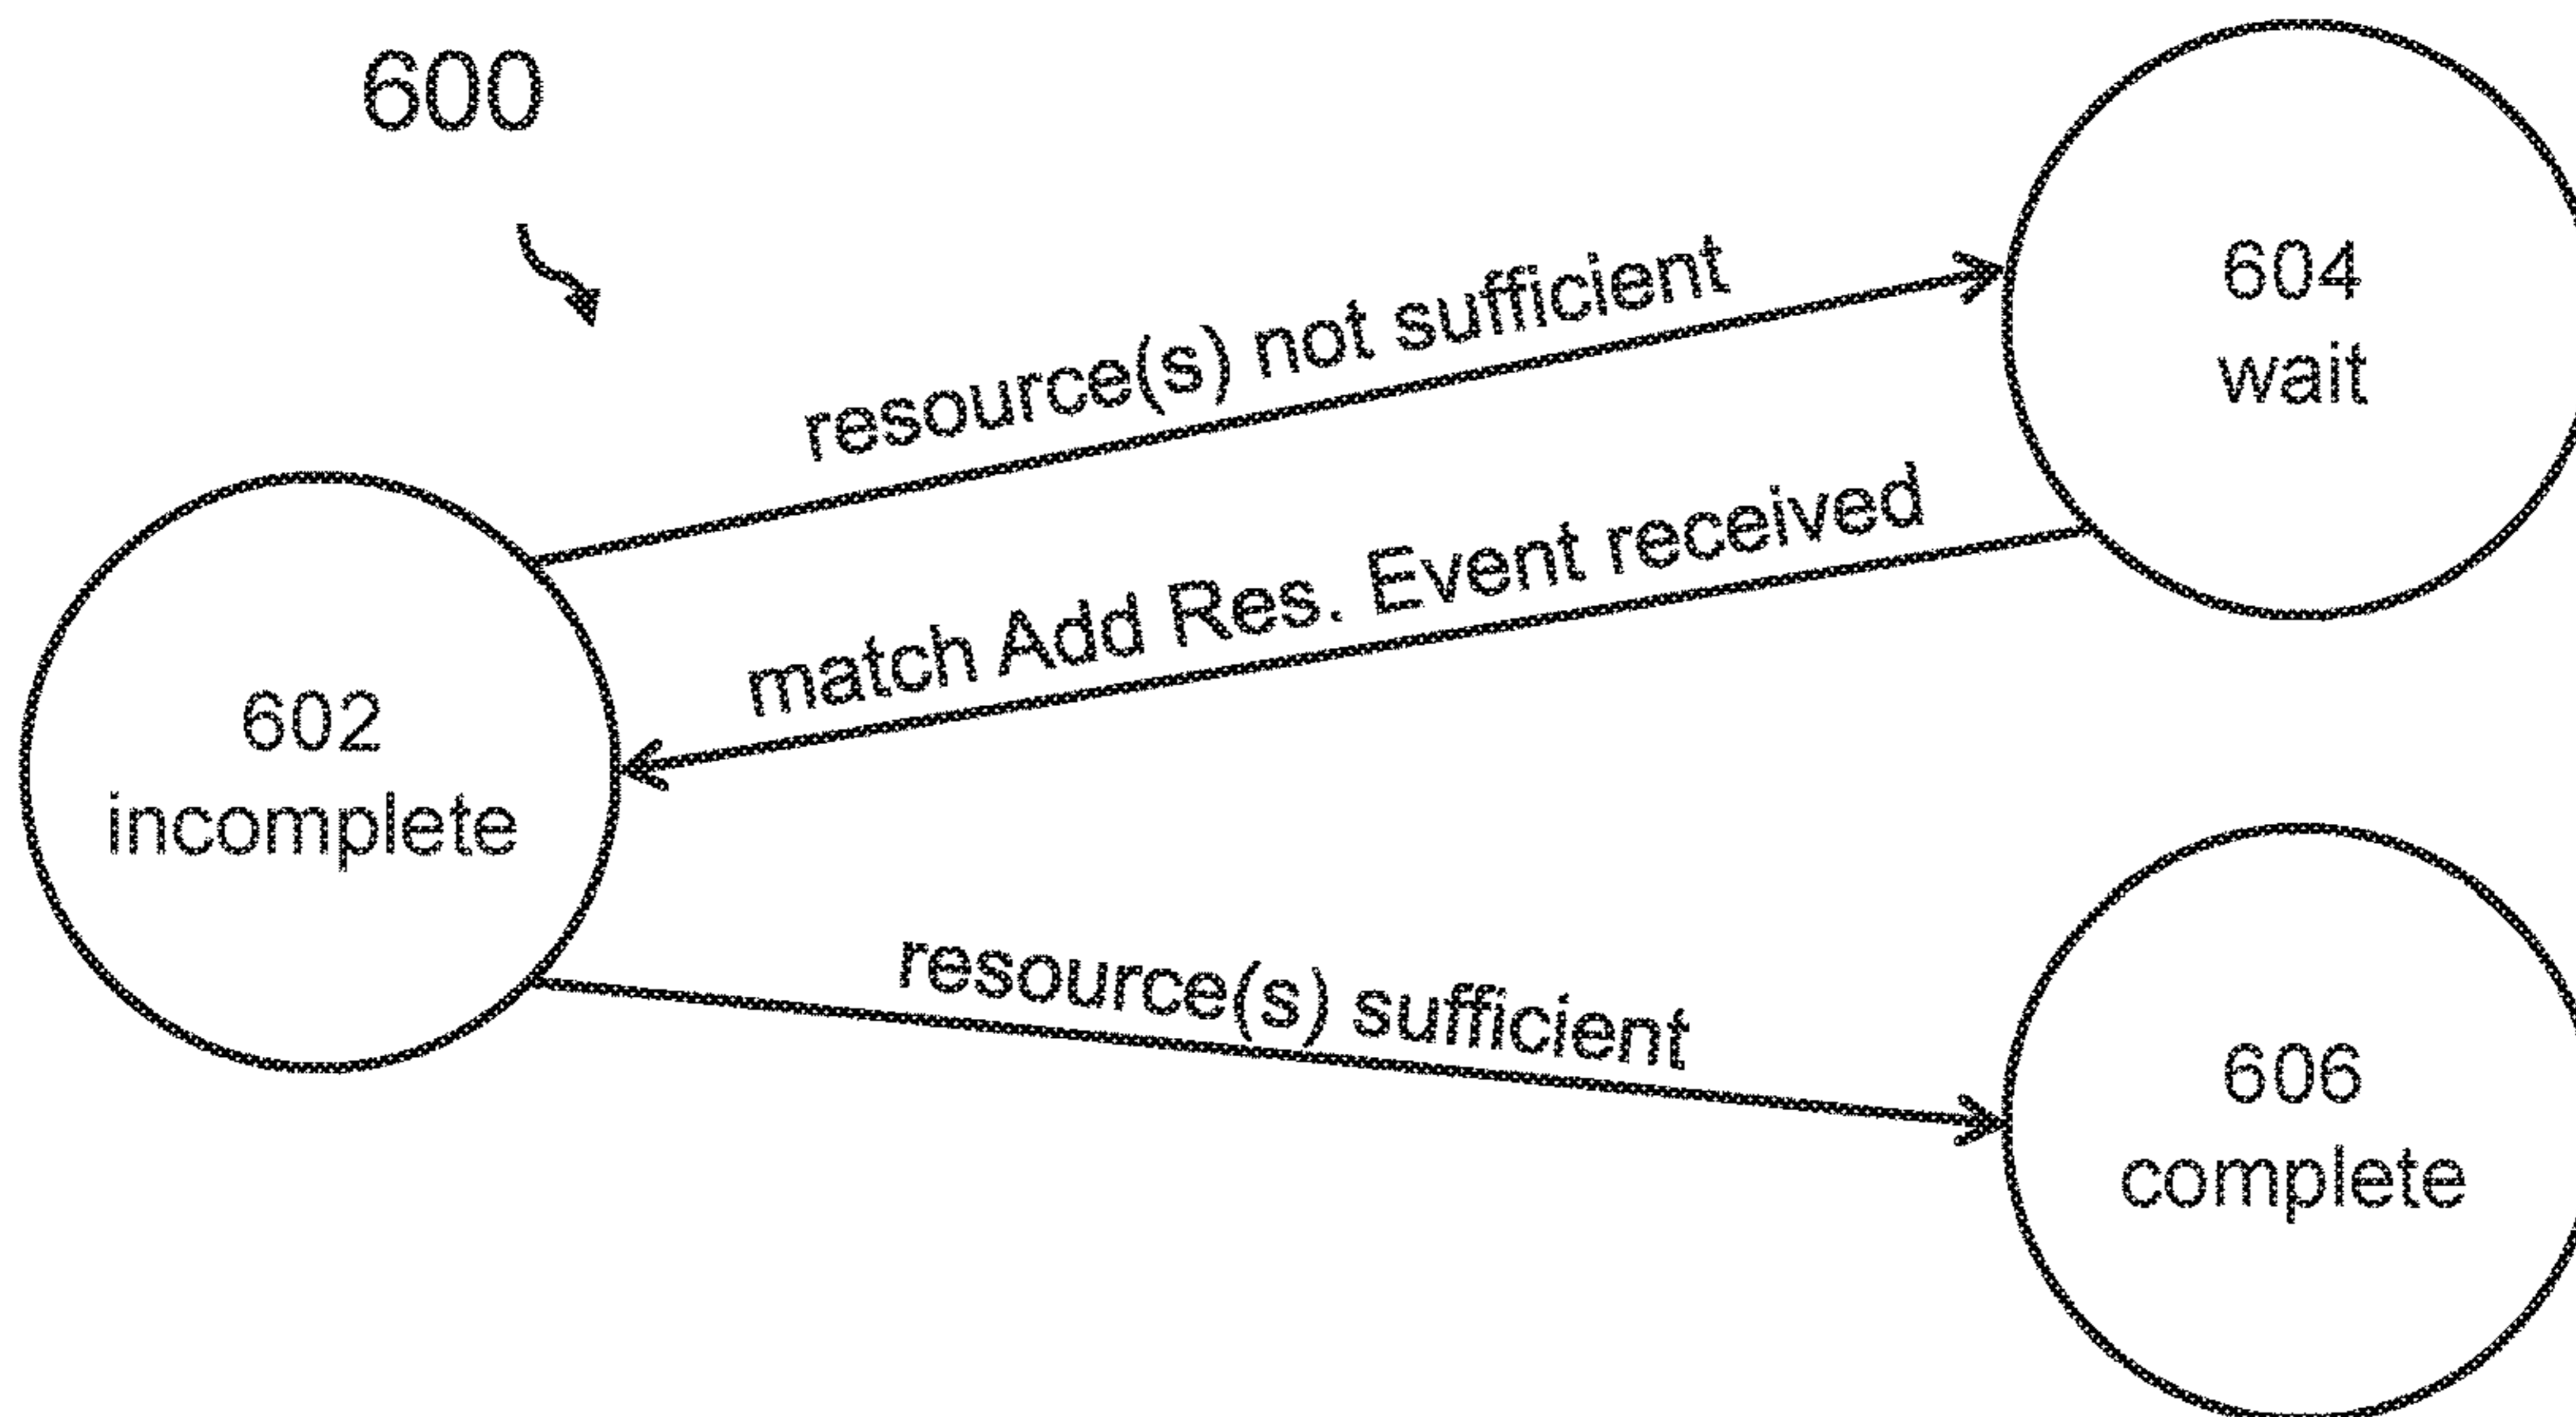 600
resource(s) not sufficient
604
wait
match Add Res. Event received
602
incomplete
resource(s) sufficient
606
complete